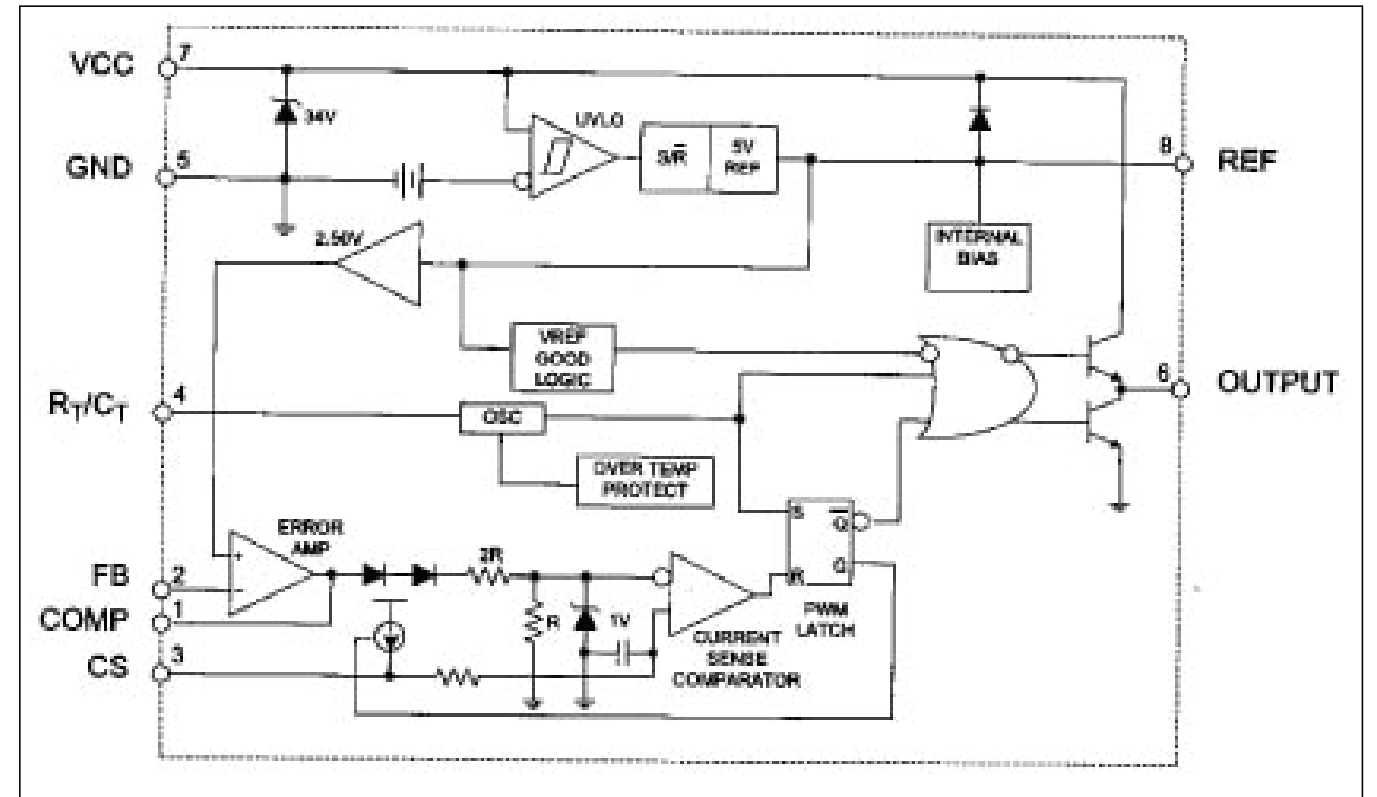 VCC 7
34V
UVLO
S/R̅
5V
REF
GND 5
8 REF
2.50V
INTERNAL
BIAS
VREF
GOOD
LOGIC
RT/CT 4
OSC
6 OUTPUT
OVER TEMP
PROTECT
ERROR
AMP
FB 2
COMP 1
CS 3
+
−
2R
R
1V
CURRENT
SENSE
COMPARATOR
S
Q̅
R
Q
PWM
LATCH